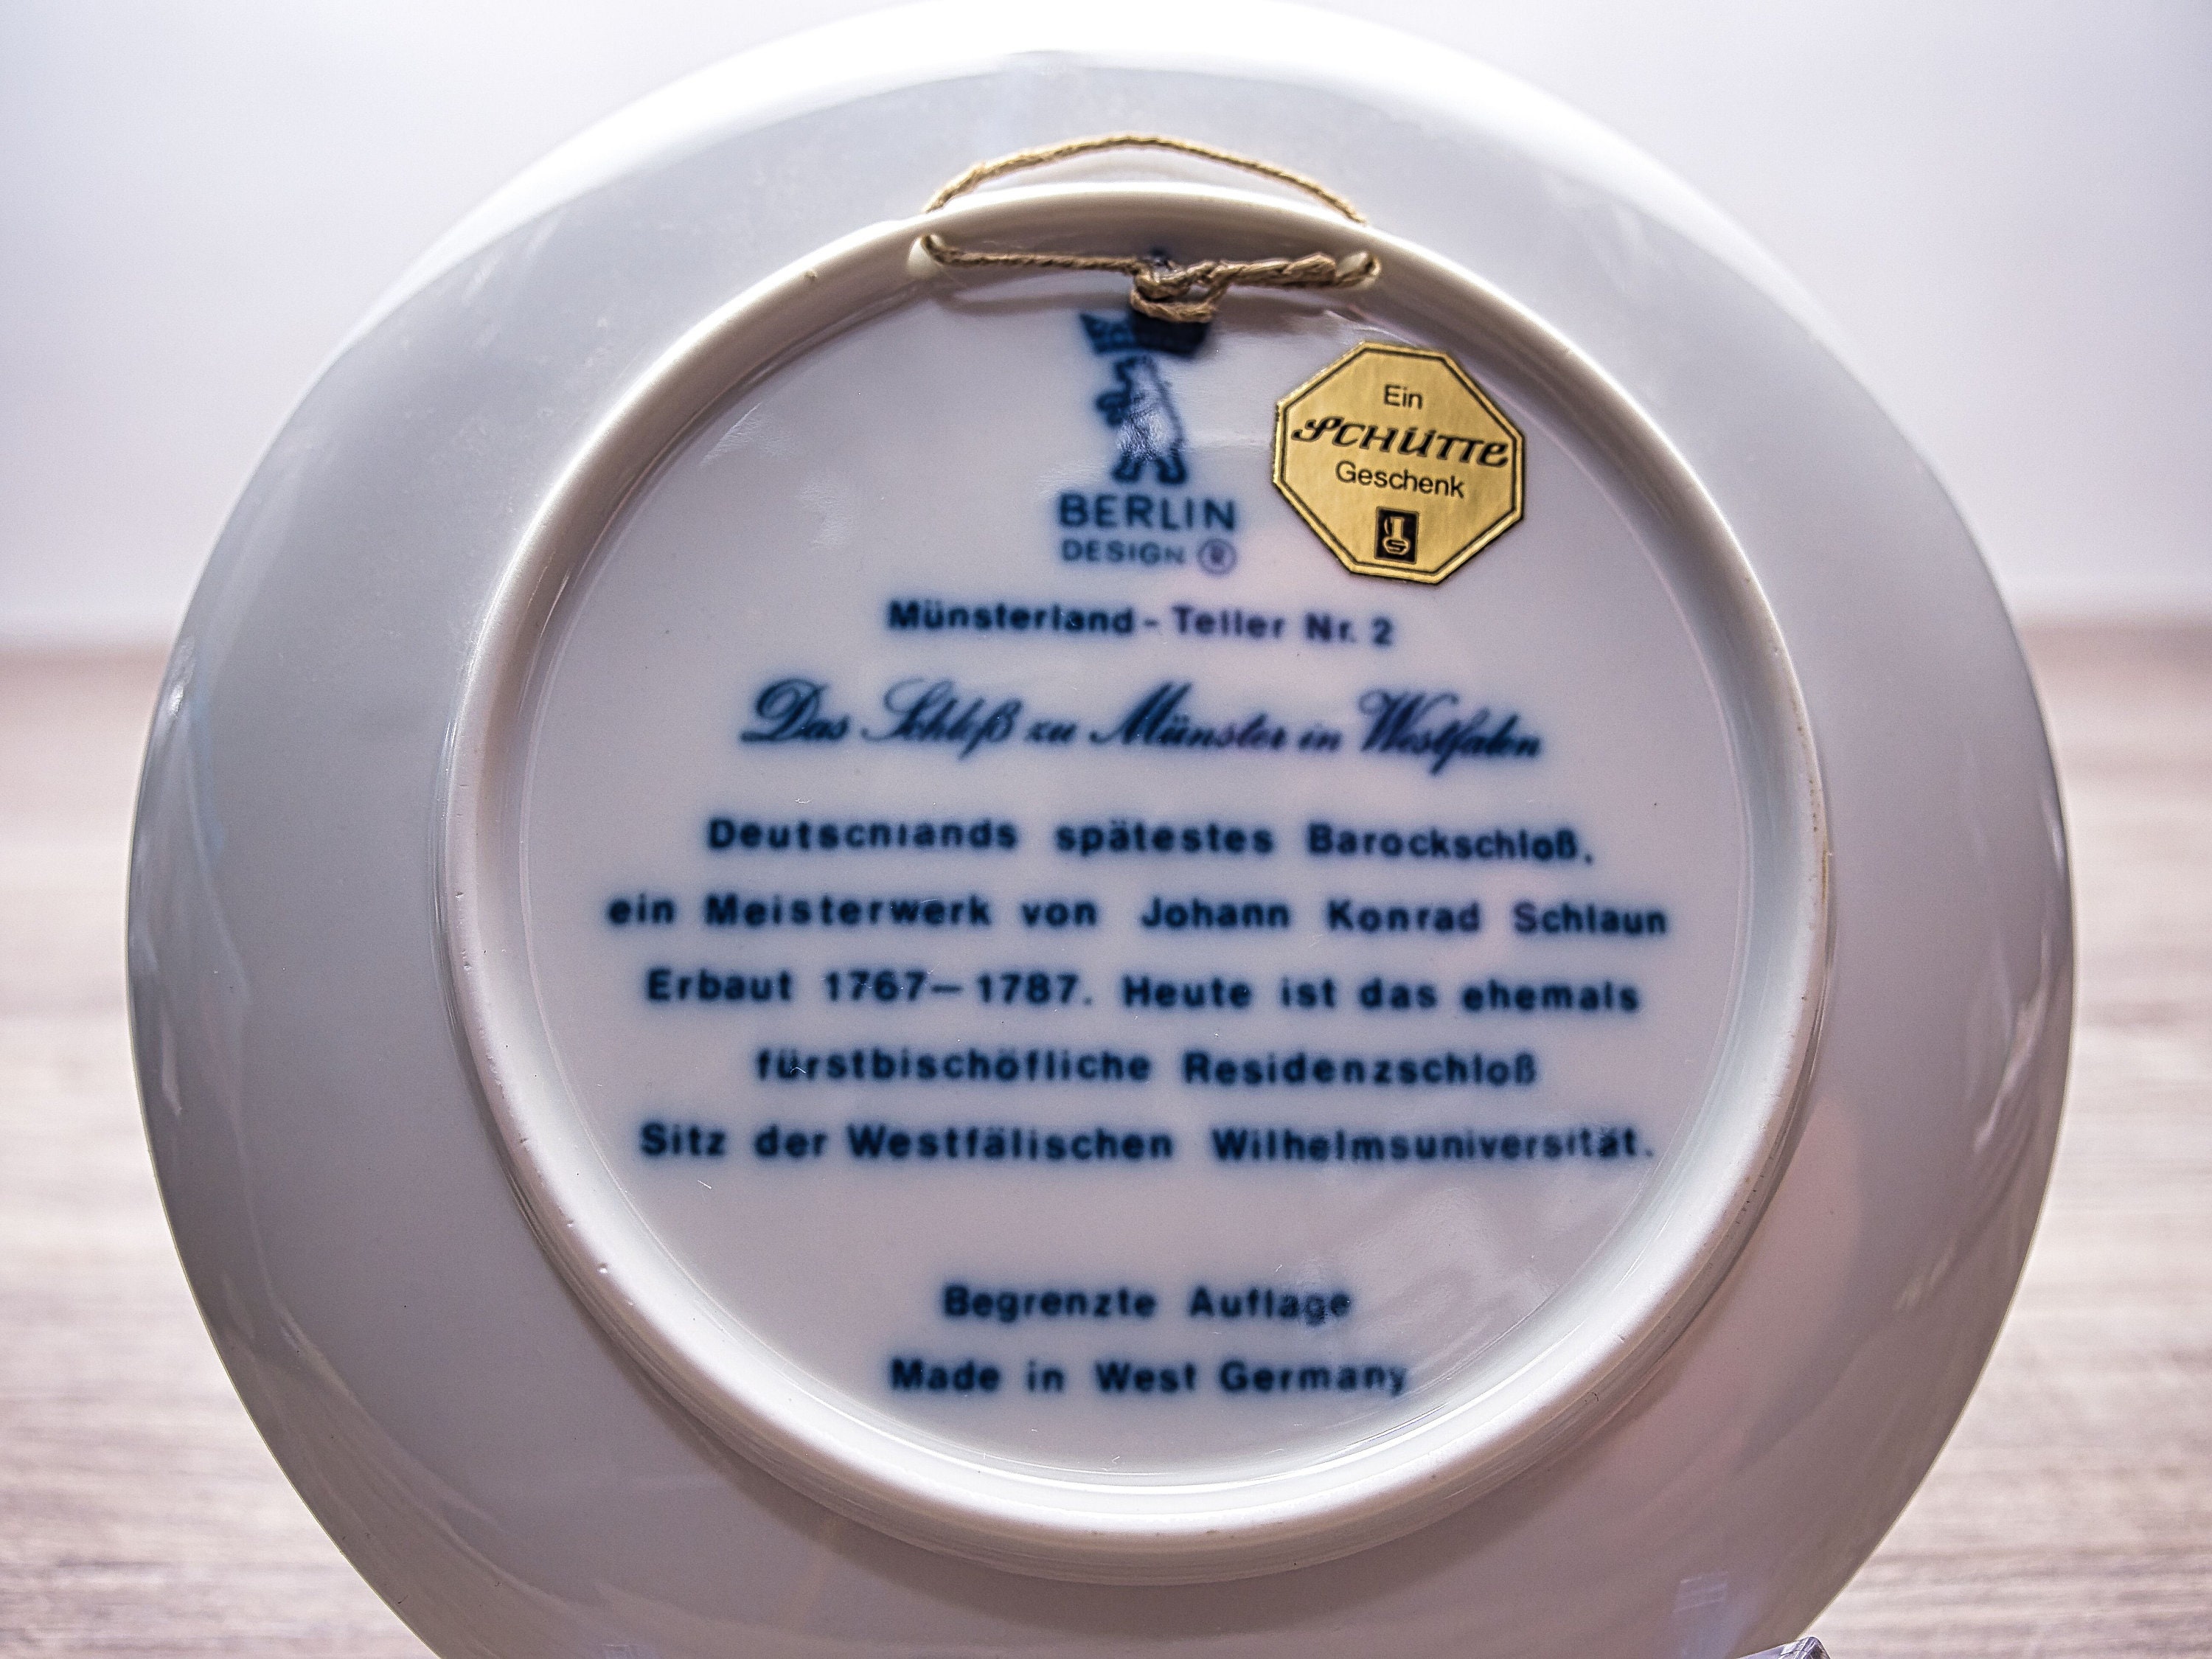 BERLIN
DESIGN ®
Ein
SCHÜTTE
Geschenk
Münsterland - Teller Nr. 2
Das Schloß zu Münster in Westfalen
Deutschlands spätestes Barockschloß,
ein Meisterwerk von Johann Konrad Schlaun
Erbaut 1767–1787. Heute ist das ehemals
fürstbischöfliche Residenzschloß
Sitz der Westfälischen Wilhelmsuniversität.
Begrenzte Auflage
Made in West Germany